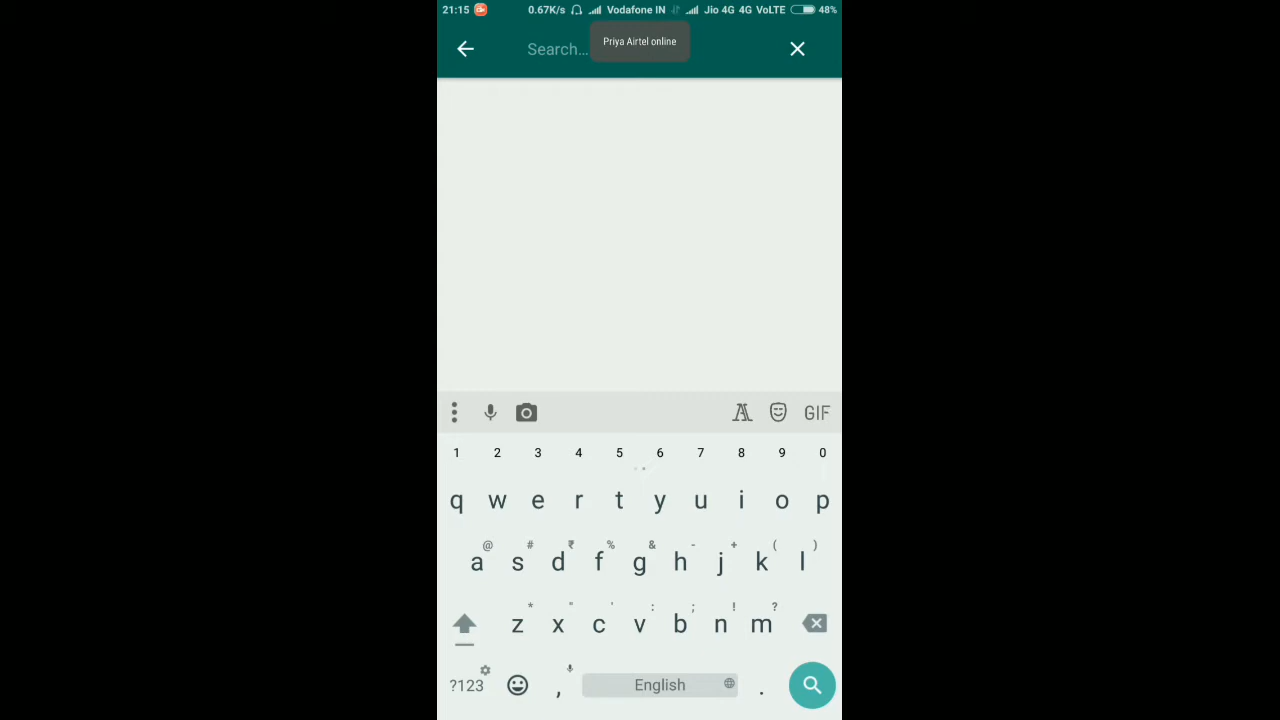 21:15 0.67K/s Vodafone IN Jio 4G 4G VoLTE 48%
Search...
Priya Airtel online
GIF
1 2 3 4 5 6 7 8 9 0
q w e r t y u i o p
@ # ₹ % & - + ( )
a s d f g h j k l
* " ' : ; ! ?
z x c v b n m
?123 , English .